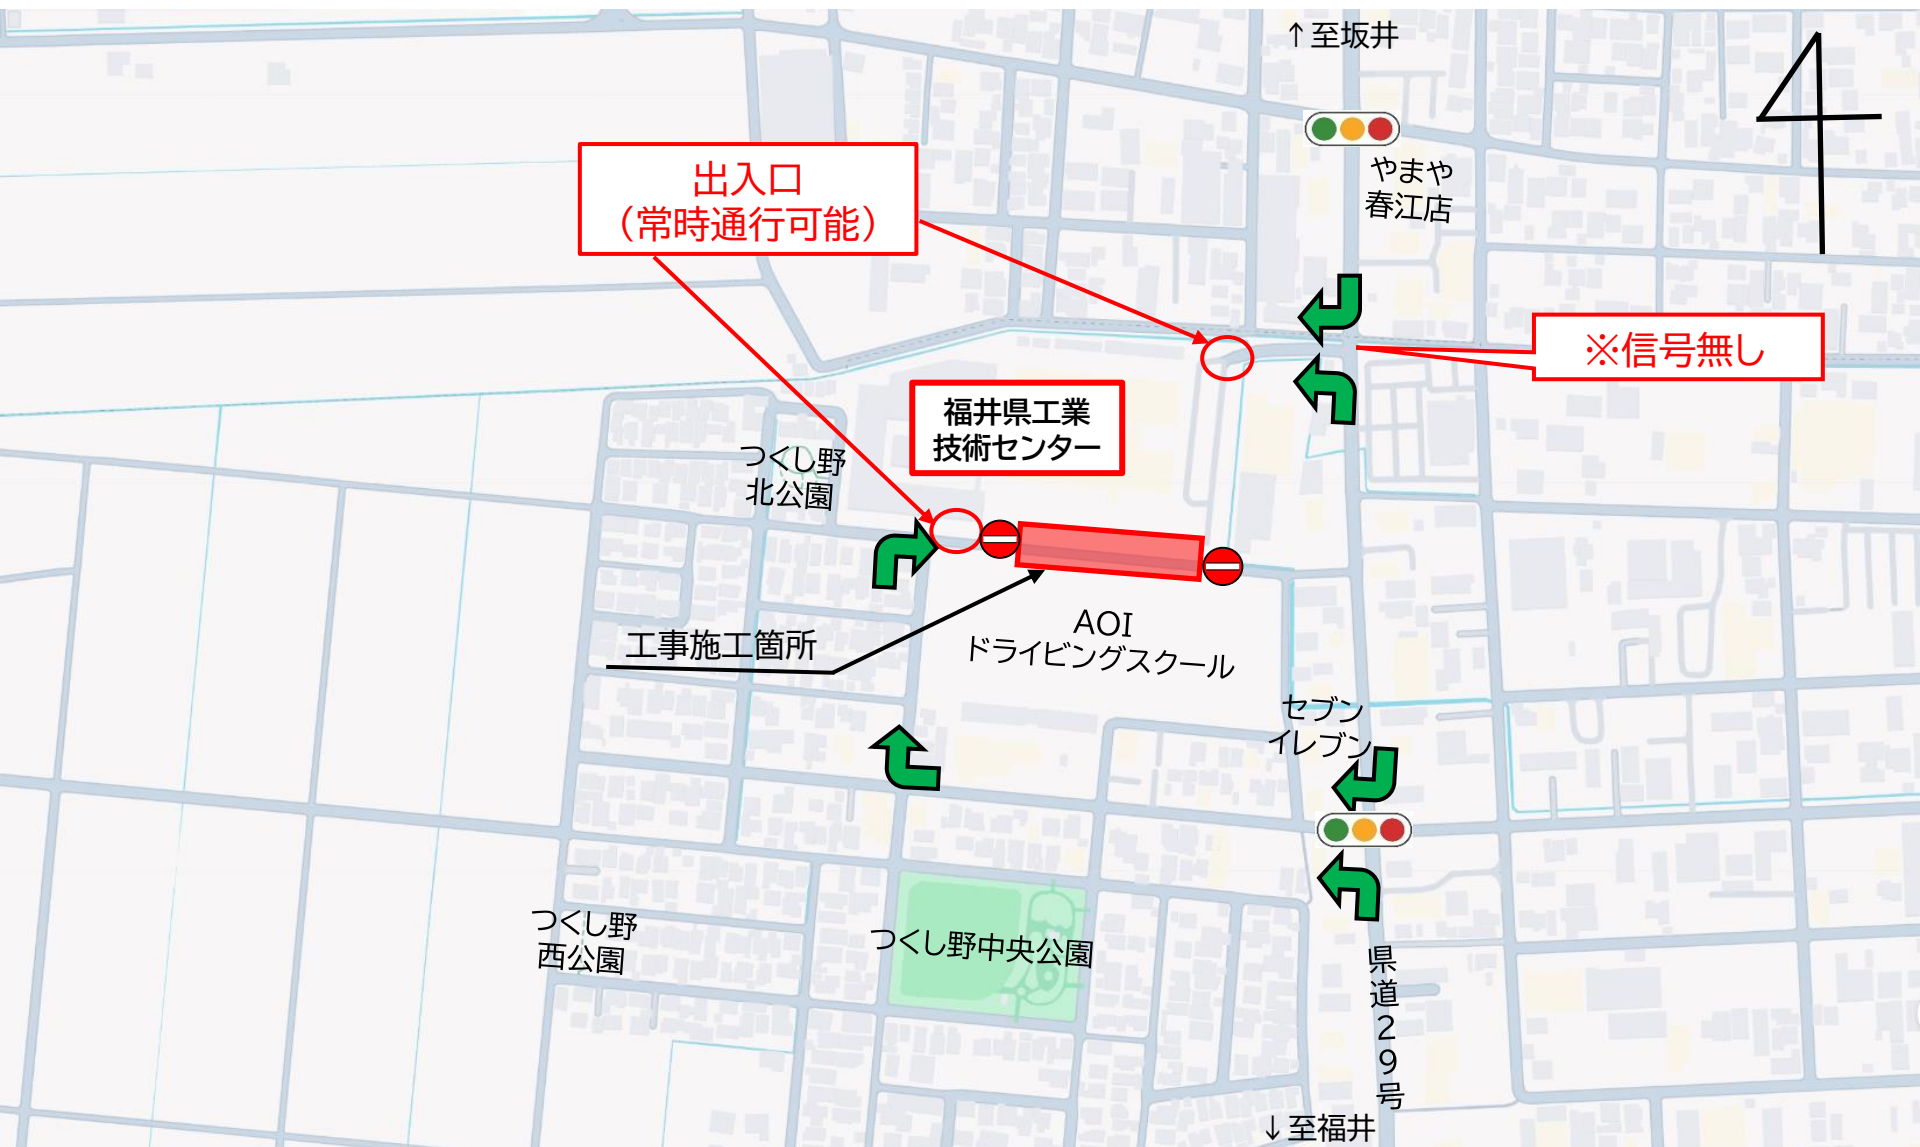 ↑至坂井
やまや
春江店
出入口
（常時通行可能）
※信号無し
福井県工業
技術センター
つくし野
北公園
工事施工箇所
AOI
ドライビングスクール
セブン
イレブン
つくし野
西公園
つくし野中央公園
県道29号
↓至福井